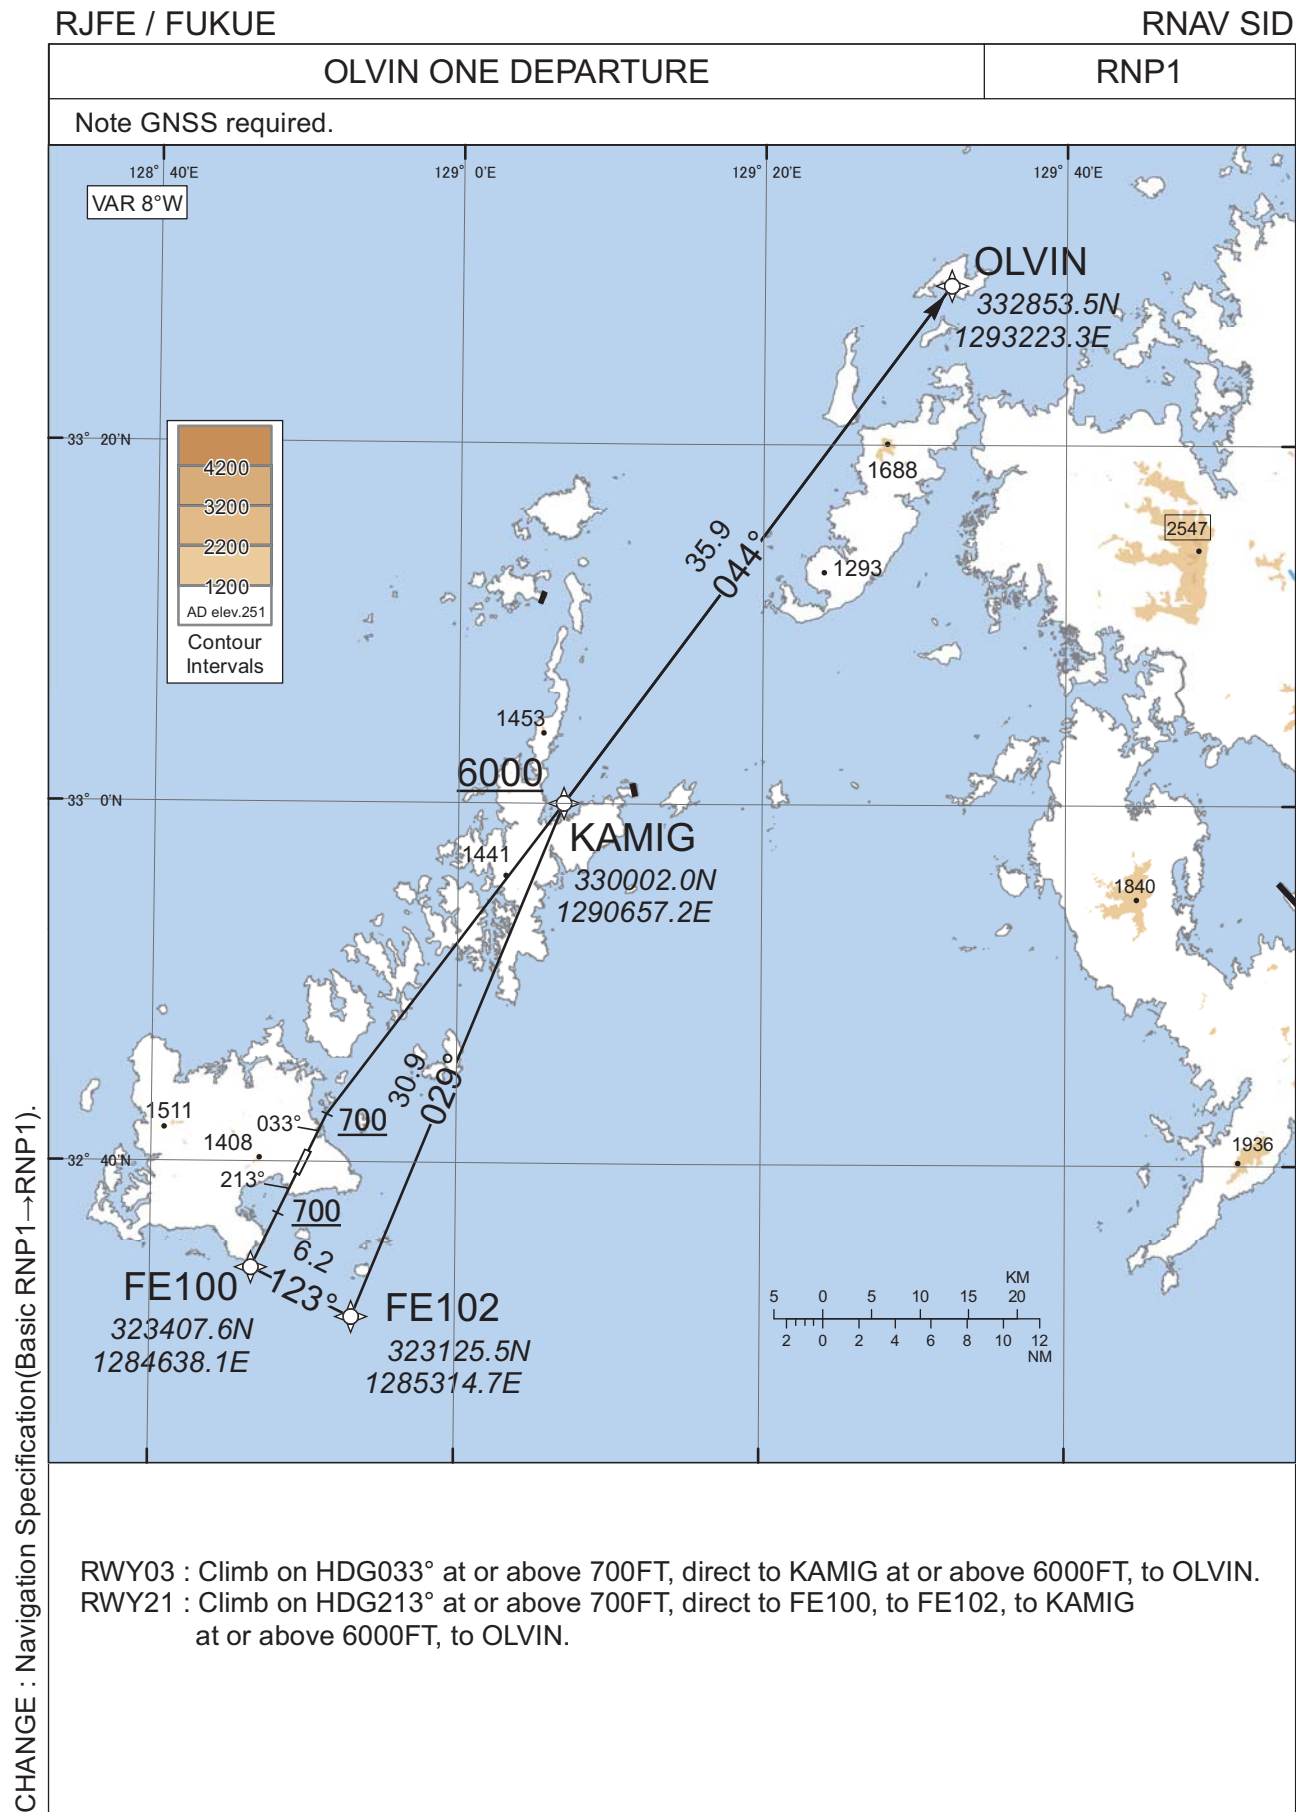 RJFE / FUKUE
RNAV SID
OLVIN ONE DEPARTURE
RNP1
Note GNSS required.
128° 40'E
129° 0'E
129° 20'E
129° 40'E
VAR 8°W
OLVIN
332853.5N
1293223.3E
33° 20'N
4200
3200
2200
1200
AD elev.251
Contour
Intervals
1688
2547
35.9
044°
1293
1453
6000
33° 0'N
KAMIG
330002.0N
1290657.2E
1441
1840
30.9
029°
1511
033°
700
1408
32° 40'N
213°
1936
700
6.2
123°
FE100
323407.6N
1284638.1E
FE102
323125.5N
1285314.7E
KM
5 0 5 10 15 20
2 0 2 4 6 8 10 12
NM
RWY03 : Climb on HDG033° at or above 700FT, direct to KAMIG at or above 6000FT, to OLVIN.
RWY21 : Climb on HDG213° at or above 700FT, direct to FE100, to FE102, to KAMIG
at or above 6000FT, to OLVIN.
CHANGE : Navigation Specification(Basic RNP1→RNP1).